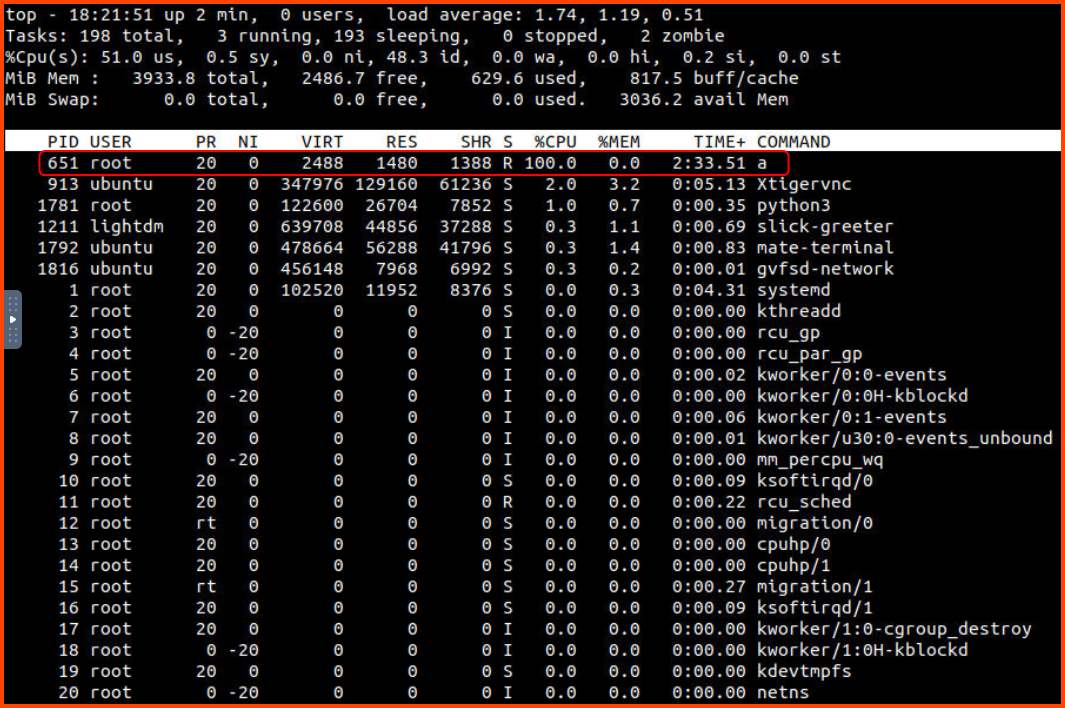 top - 18:21:51 up 2 min,  0 users,  load average: 1.74, 1.19, 0.51
Tasks: 198 total,   3 running, 193 sleeping,   0 stopped,   2 zombie
%Cpu(s): 51.0 us,  0.5 sy,  0.0 ni, 48.3 id,  0.0 wa,  0.0 hi,  0.2 si,  0.0 st
MiB Mem :   3933.8 total,   2486.7 free,    629.6 used,    817.5 buff/cache
MiB Swap:      0.0 total,      0.0 free,      0.0 used.   3036.2 avail Mem
PID USER      PR  NI    VIRT    RES    SHR S  %CPU  %MEM     TIME+ COMMAND
651 root      20   0    2488   1480   1388 R 100.0   0.0   2:33.51 a
913 ubuntu    20   0  347976 129160  61236 S   2.0   3.2   0:05.13 Xtigervnc
1781 root      20   0  122600  26704   7852 S   1.0   0.7   0:00.35 python3
1211 lightdm   20   0  639708  44856  37288 S   0.3   1.1   0:00.69 slick-greeter
1792 ubuntu    20   0  478664  56288  41796 S   0.3   1.4   0:00.83 mate-terminal
1816 ubuntu    20   0  456148   7968   6992 S   0.3   0.2   0:00.01 gvfsd-network
1 root      20   0  102520  11952   8376 S   0.0   0.3   0:04.31 systemd
2 root      20   0       0      0      0 S   0.0   0.0   0:00.00 kthreadd
3 root       0 -20       0      0      0 I   0.0   0.0   0:00.00 rcu_gp
4 root       0 -20       0      0      0 I   0.0   0.0   0:00.00 rcu_par_gp
5 root      20   0       0      0      0 I   0.0   0.0   0:00.02 kworker/0:0-events
6 root       0 -20       0      0      0 I   0.0   0.0   0:00.00 kworker/0:0H-kblockd
7 root      20   0       0      0      0 I   0.0   0.0   0:00.06 kworker/0:1-events
8 root      20   0       0      0      0 I   0.0   0.0   0:00.01 kworker/u30:0-events_unbound
9 root       0 -20       0      0      0 I   0.0   0.0   0:00.00 mm_percpu_wq
10 root      20   0       0      0      0 S   0.0   0.0   0:00.09 ksoftirqd/0
11 root      20   0       0      0      0 R   0.0   0.0   0:00.22 rcu_sched
12 root      rt   0       0      0      0 S   0.0   0.0   0:00.00 migration/0
13 root      20   0       0      0      0 S   0.0   0.0   0:00.00 cpuhp/0
14 root      20   0       0      0      0 S   0.0   0.0   0:00.00 cpuhp/1
15 root      rt   0       0      0      0 S   0.0   0.0   0:00.27 migration/1
16 root      20   0       0      0      0 S   0.0   0.0   0:00.09 ksoftirqd/1
17 root      20   0       0      0      0 I   0.0   0.0   0:00.00 kworker/1:0-cgroup_destroy
18 root       0 -20       0      0      0 I   0.0   0.0   0:00.00 kworker/1:0H-kblockd
19 root      20   0       0      0      0 S   0.0   0.0   0:00.00 kdevtmpfs
20 root       0 -20       0      0      0 I   0.0   0.0   0:00.00 netns